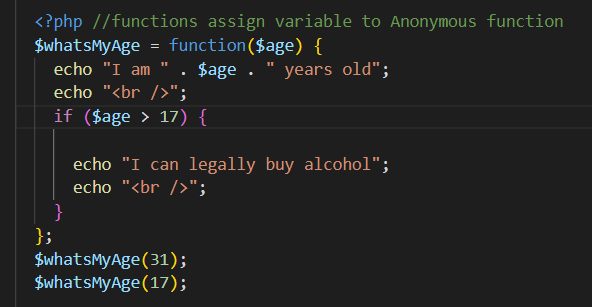 <?php //functions assign variable to Anonymous function
$whatsMyAge = function($age) {
echo "I am " . $age . " years old";
echo "<br />";
if ($age > 17) {
echo "I can legally buy alcohol";
echo "<br />";
}
};
$whatsMyAge(31);
$whatsMyAge(17);